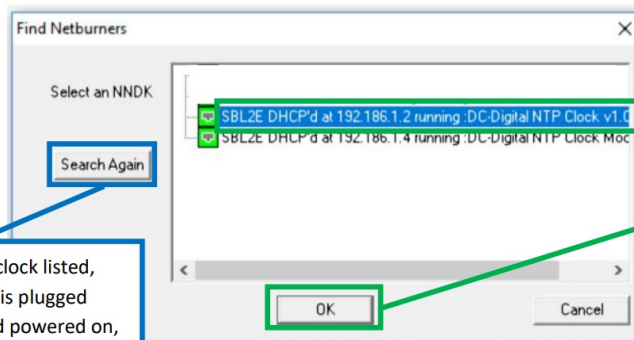 Find Netburners
Select an NNDK
SBL2E DHCP'd at 192.186.1.2 running :DC-Digital NTP Clock v1.0
SBL2E DHCP'd at 192.186.1.4 running :DC-Digital NTP Clock Moc
Search Again
clock listed,
is plugged
d powered on,
OK
Cancel